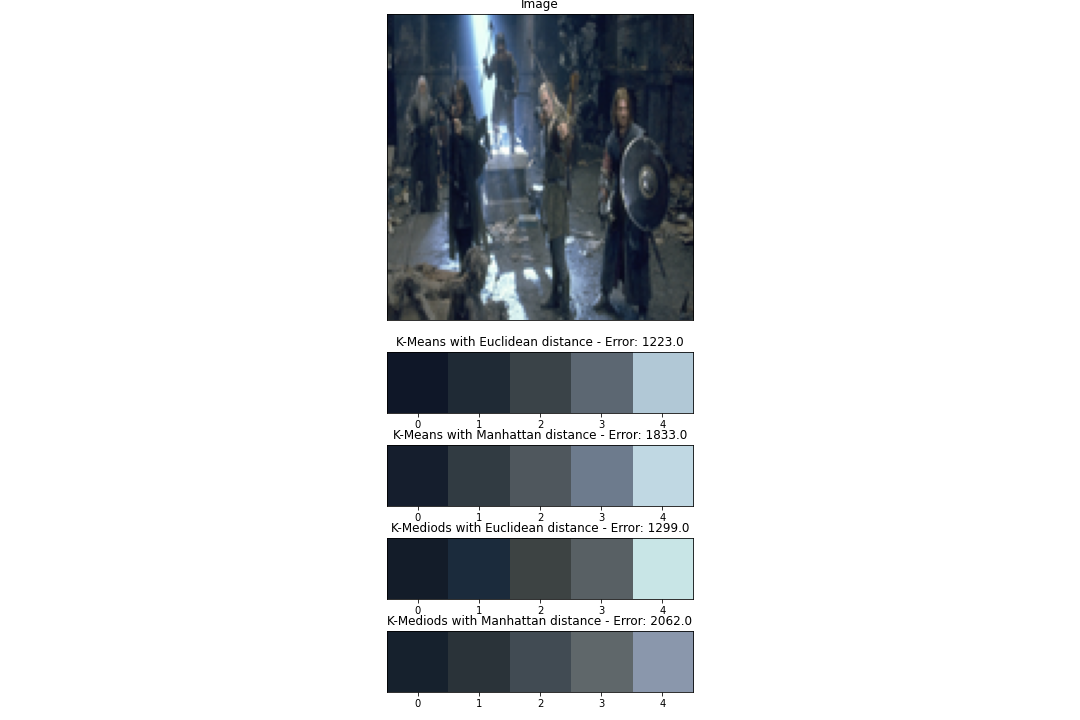 Image
K-Means with Euclidean distance - Error: 1223.0
0 1 2 3 4
K-Means with Manhattan distance - Error: 1833.0
0 1 2 3 4
K-Mediods with Euclidean distance - Error: 1299.0
0 1 2 3 4
K-Mediods with Manhattan distance - Error: 2062.0
0 1 2 3 4